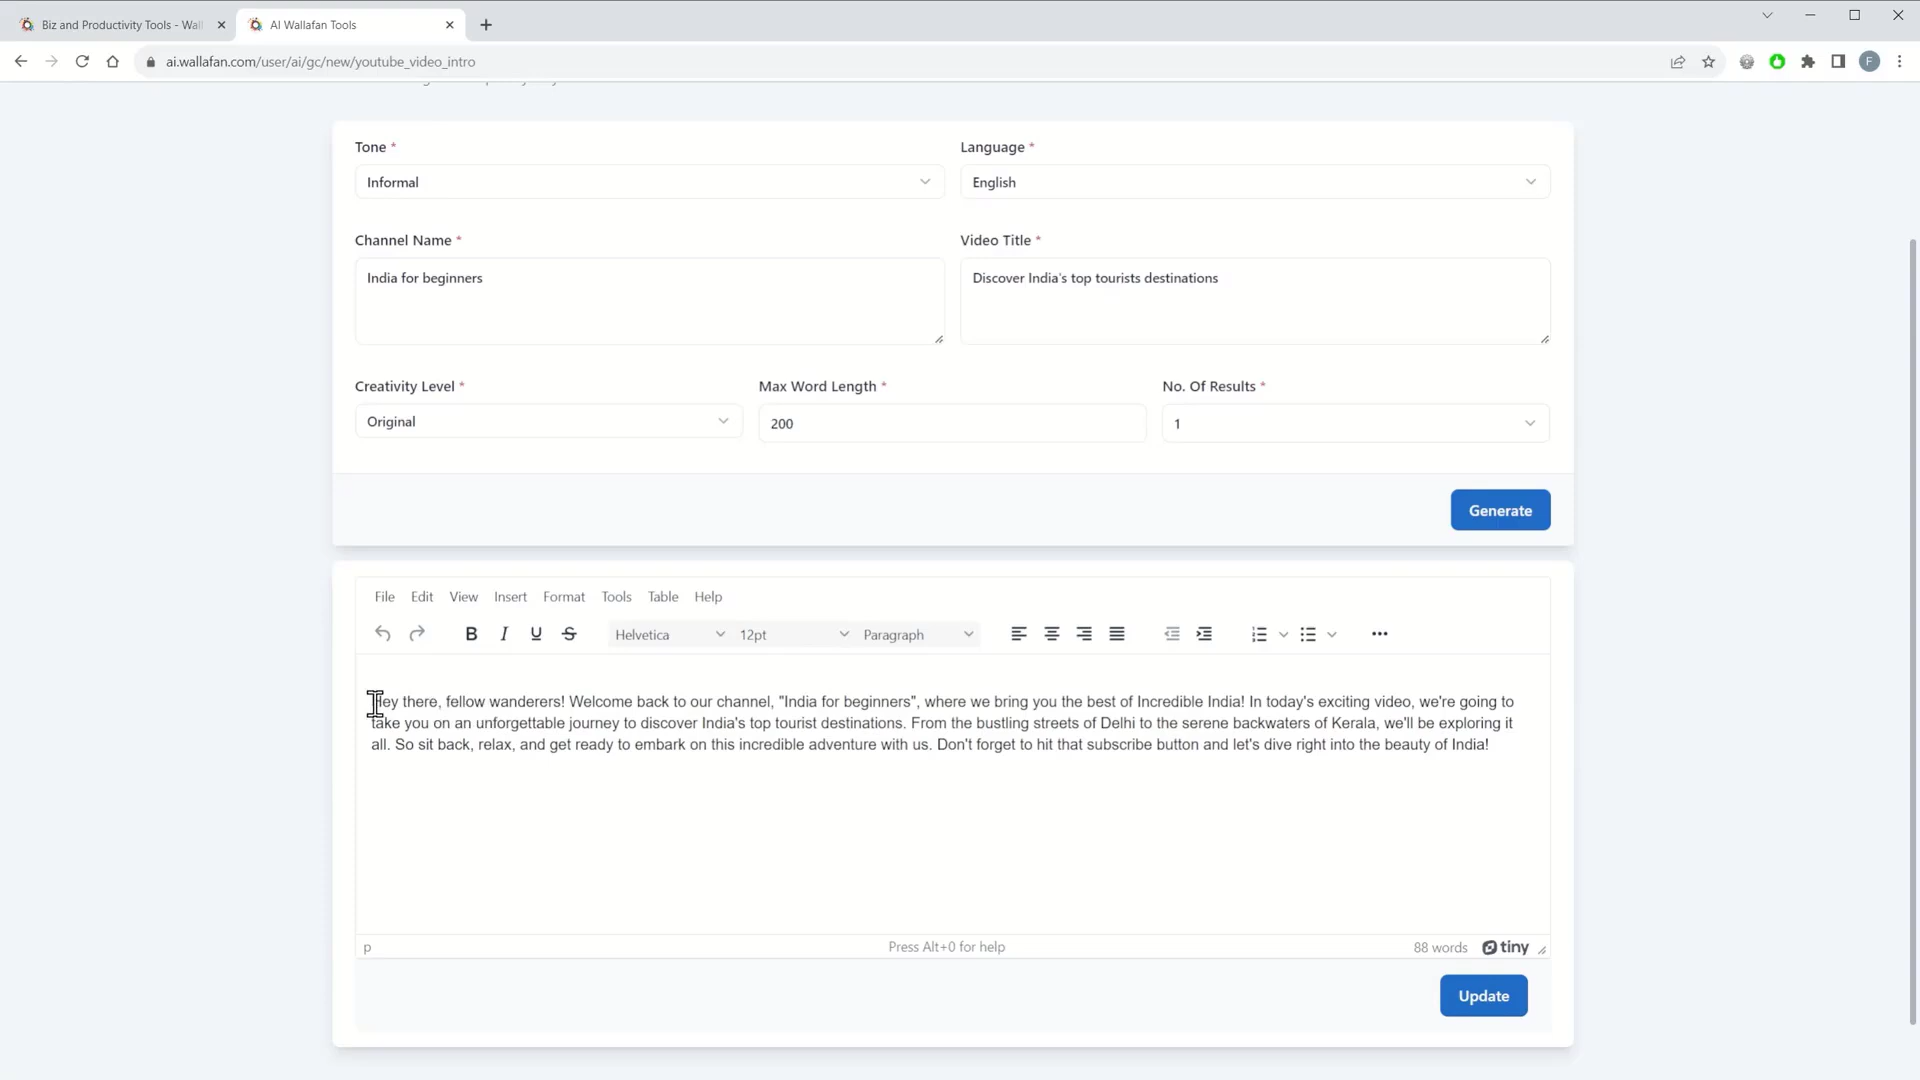 Biz and Productivity Tools - Wall
AI Wallafan Tools
ai.wallafan.com/user/ai/gc/new/youtube_video_intro
F
Tone *
Language *
Informal
English
Channel Name *
Video Title *
India for beginners
Discover India's top tourists destinations
Creativity Level *
Max Word Length *
No. Of Results *
Original
200
1
Generate
File Edit View Insert Format Tools Table Help
B I U S Helvetica 12pt Paragraph
Hey there, fellow wanderers! Welcome back to our channel, "India for beginners", where we bring you the best of Incredible India! In today's exciting video, we're going to
take you on an unforgettable journey to discover India's top tourist destinations. From the bustling streets of Delhi to the serene backwaters of Kerala, we'll be exploring it
all. So sit back, relax, and get ready to embark on this incredible adventure with us. Don't forget to hit that subscribe button and let's dive right into the beauty of India!
p
Press Alt+0 for help
88 words
tiny
Update